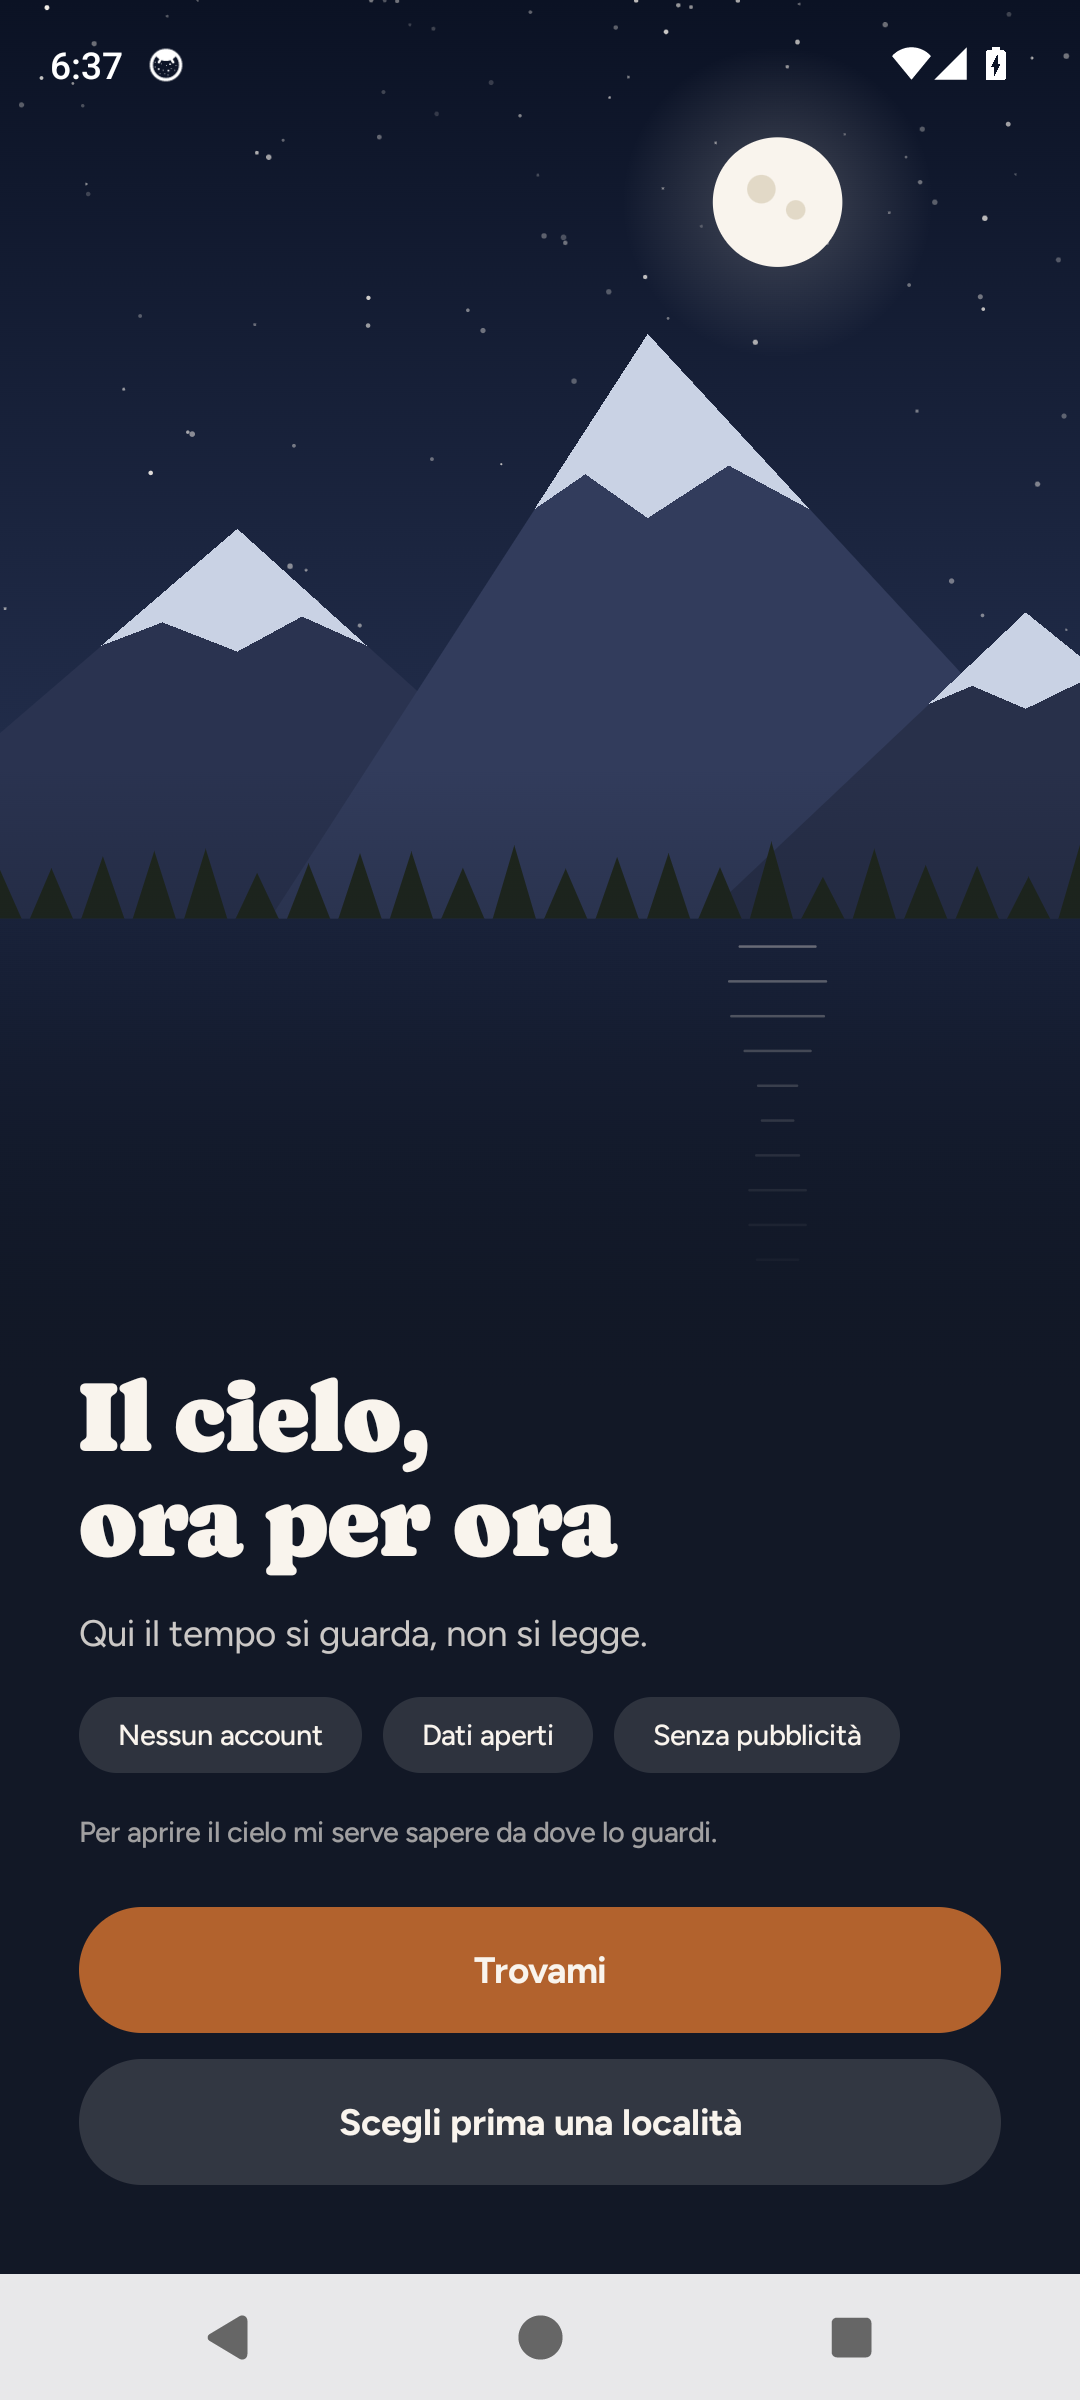 6:37
Il cielo,
ora per ora
Qui il tempo si guarda, non si legge.
Nessun account
Dati aperti
Senza pubblicità
Per aprire il cielo mi serve sapere da dove lo guardi.
Trovami
Scegli prima una località